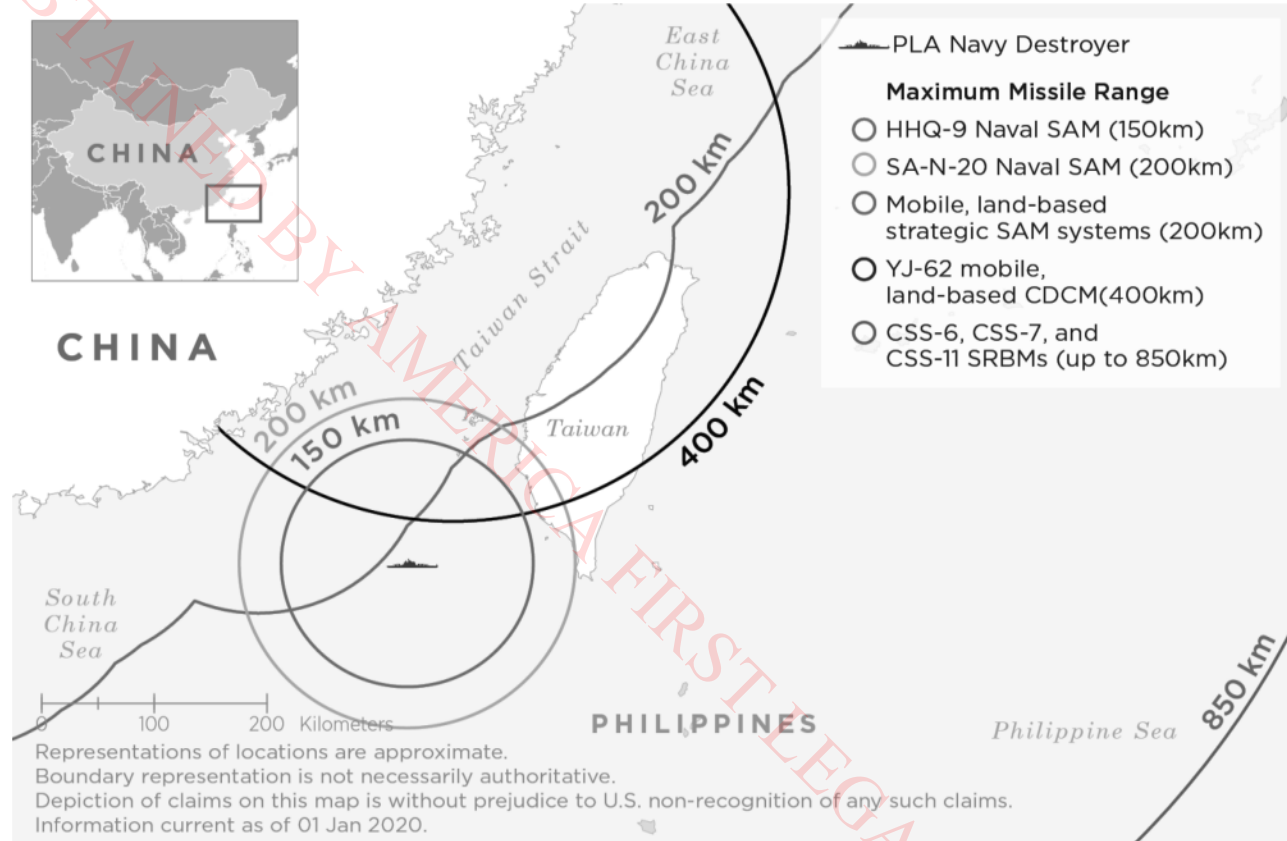 CHINA
PLA Navy Destroyer
Maximum Missile Range
HHQ-9 Naval SAM (150km)
SA-N-20 Naval SAM (200km)
Mobile, land-based
strategic SAM systems (200km)
YJ-62 mobile,
land-based CDCM(400km)
CSS-6, CSS-7, and
CSS-11 SRBMs (up to 850km)
East
China
Sea
200 km
Taiwan Strait
CHINA
200 km
150 km
Taiwan
400 km
South
China
Sea
0 100 200 Kilometers
PHILIPPINES
Philippine Sea
850 km
Representations of locations are approximate.
Boundary representation is not necessarily authoritative.
Depiction of claims on this map is without prejudice to U.S. non-recognition of any such claims.
Information current as of 01 Jan 2020.
STAINED BY AMERICA FIRST LEGA